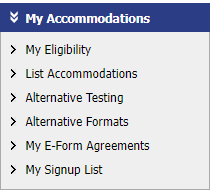 My Accommodations
My Eligibility
List Accommodations
Alternative Testing
Alternative Formats
My E-Form Agreements
My Signup List